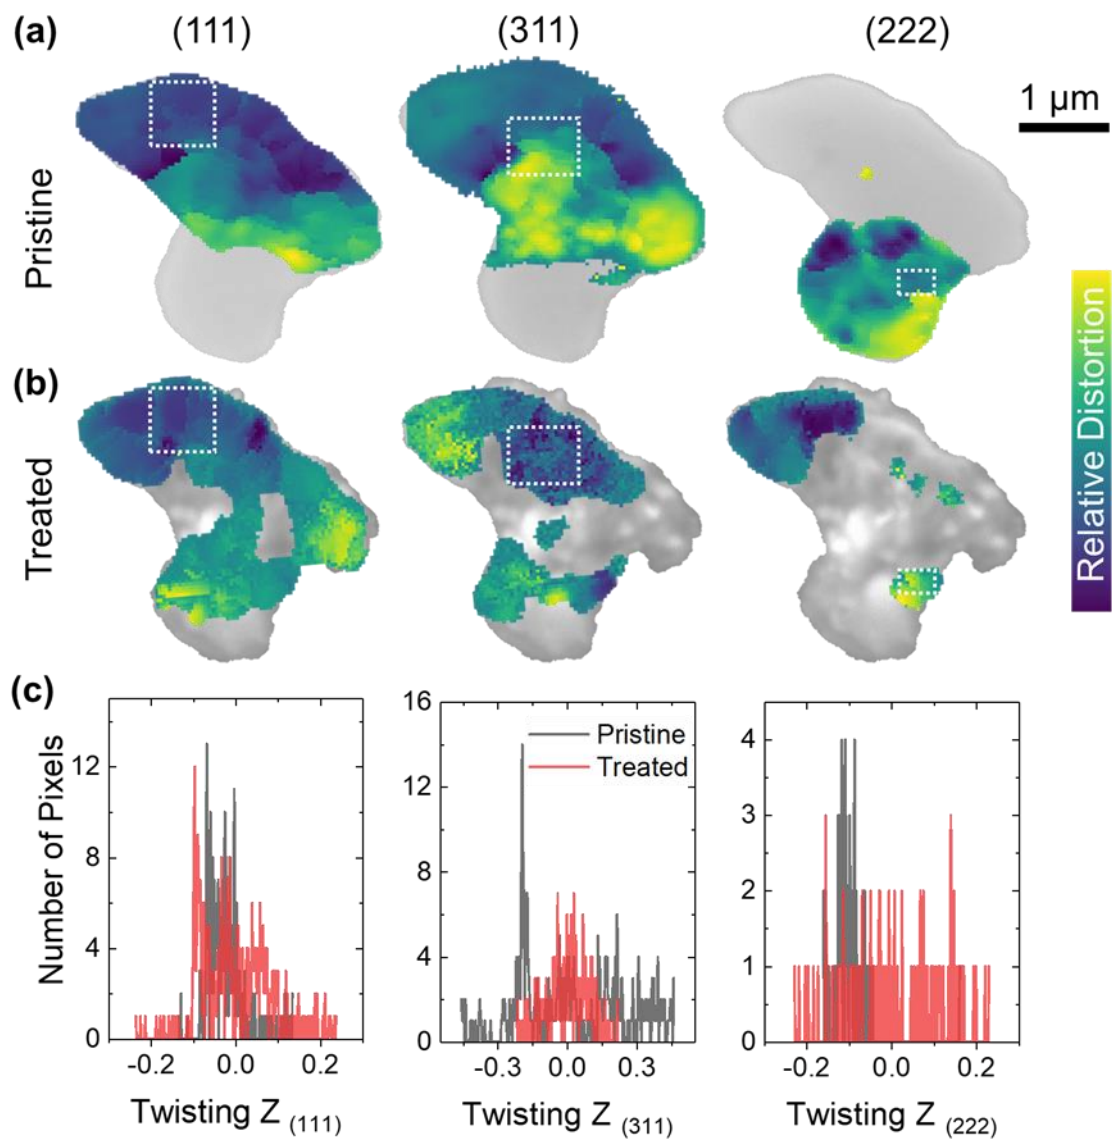 (a) (111) (311) (222)
1 μm
Pristine
(b)
Treated
Relative Distortion
(c)
Number of Pixels
12
8
4
0
-0.2 0.0 0.2
Twisting Z (111)
16
12
8
4
0
Pristine
Treated
-0.3 0.0 0.3
Twisting Z (311)
4
3
2
1
0
-0.2 0.0 0.2
Twisting Z (222)